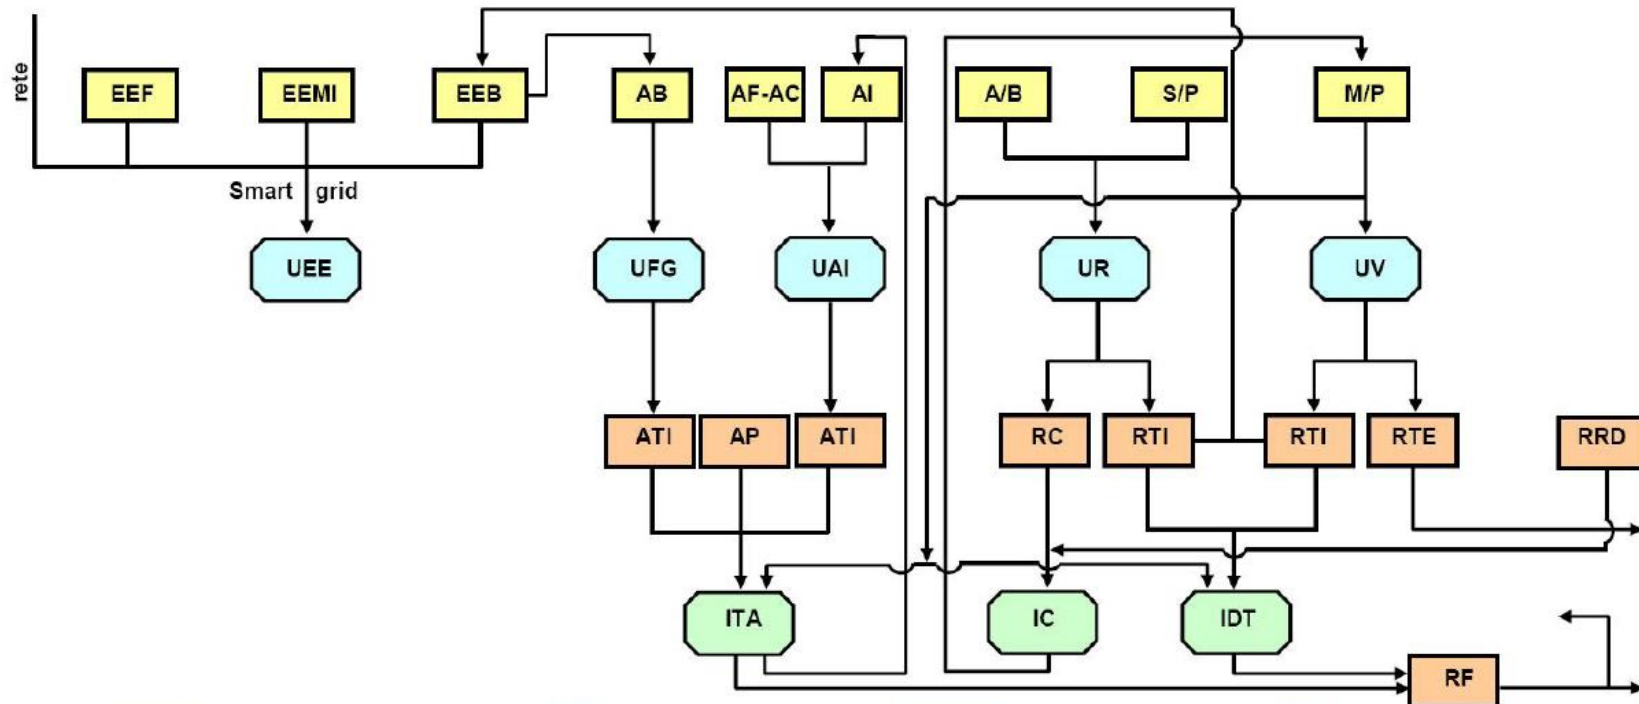 rete
EEF
EEMI
EEB
AB
AF-AC
AI
A/B
S/P
M/P
Smart grid
UEE
UFG
UAI
UR
UV
ATI
AP
ATI
RC
RTI
RTI
RTE
RRD
ITA
IC
IDT
RF